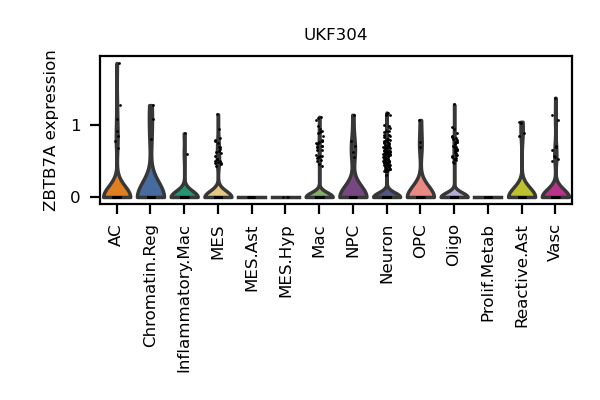 UKF304
ZBTB7A expression
1
0
AC
Chromatin.Reg
Inflammatory.Mac
MES
MES.Ast
MES.Hyp
Mac
NPC
Neuron
OPC
Oligo
Prolif.Metab
Reactive.Ast
Vasc